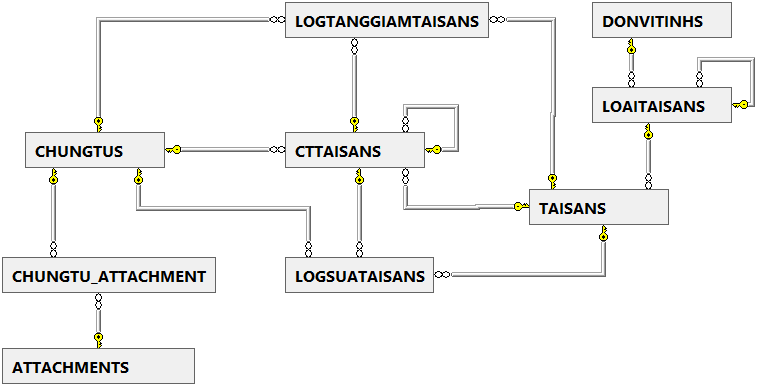 LOGTANGGIAMTAISANS
DONVITINHS
LOAITAISANS
CHUNGTUS
CTTAISANS
TAISANS
CHUNGTU_ATTACHMENT
LOGSUATAISANS
ATTACHMENTS